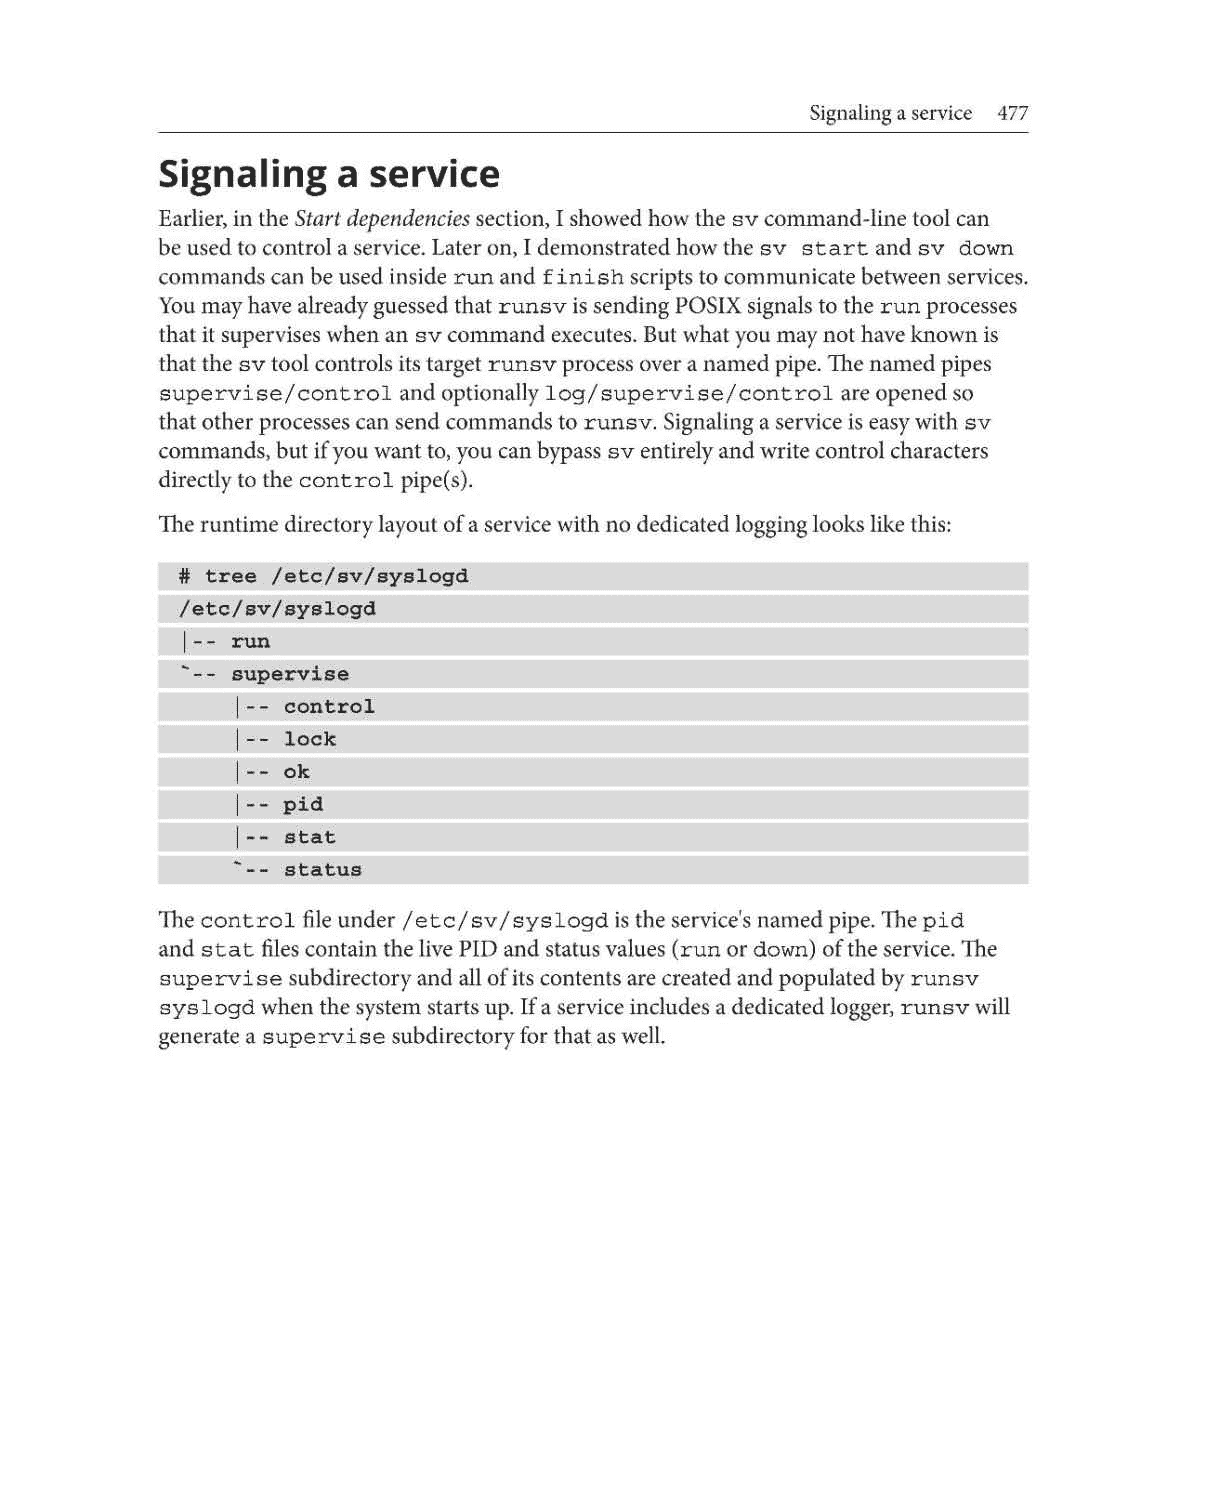 Signaling a service 477
Signaling a service
Earlier, in the Start dependencies section, I showed how the sv command-line tool can
be used to control a service. Later on, I demonstrated how the sv start and sv down
commands can be used inside run and finish scripts to communicate between services.
You may have already guessed that runsv is sending POSIX signals to the run processes
that it supervises when an sv command executes. But what you may not have known is
that the sv tool controls its target runsv process over a named pipe. The named pipes
supervise/control and optionally log/supervise/control are opened so
that other processes can send commands to runsv. Signaling a service is easy with sv
commands, but if you want to, you can bypass sv entirely and write control characters
directly to the control pipe(s).
The runtime directory layout of a service with no dedicated logging looks like this:
# tree /etc/sv/syslogd
/etc/sv/syslogd
|-- run
`-- supervise
    |-- control
    |-- lock
    |-- ok
    |-- pid
    |-- stat
    `-- status
The control file under /etc/sv/syslogd is the service's named pipe. The pid
and stat files contain the live PID and status values (run or down) of the service. The
supervise subdirectory and all of its contents are created and populated by runsv
syslogd when the system starts up. If a service includes a dedicated logger, runsv will
generate a supervise subdirectory for that as well.